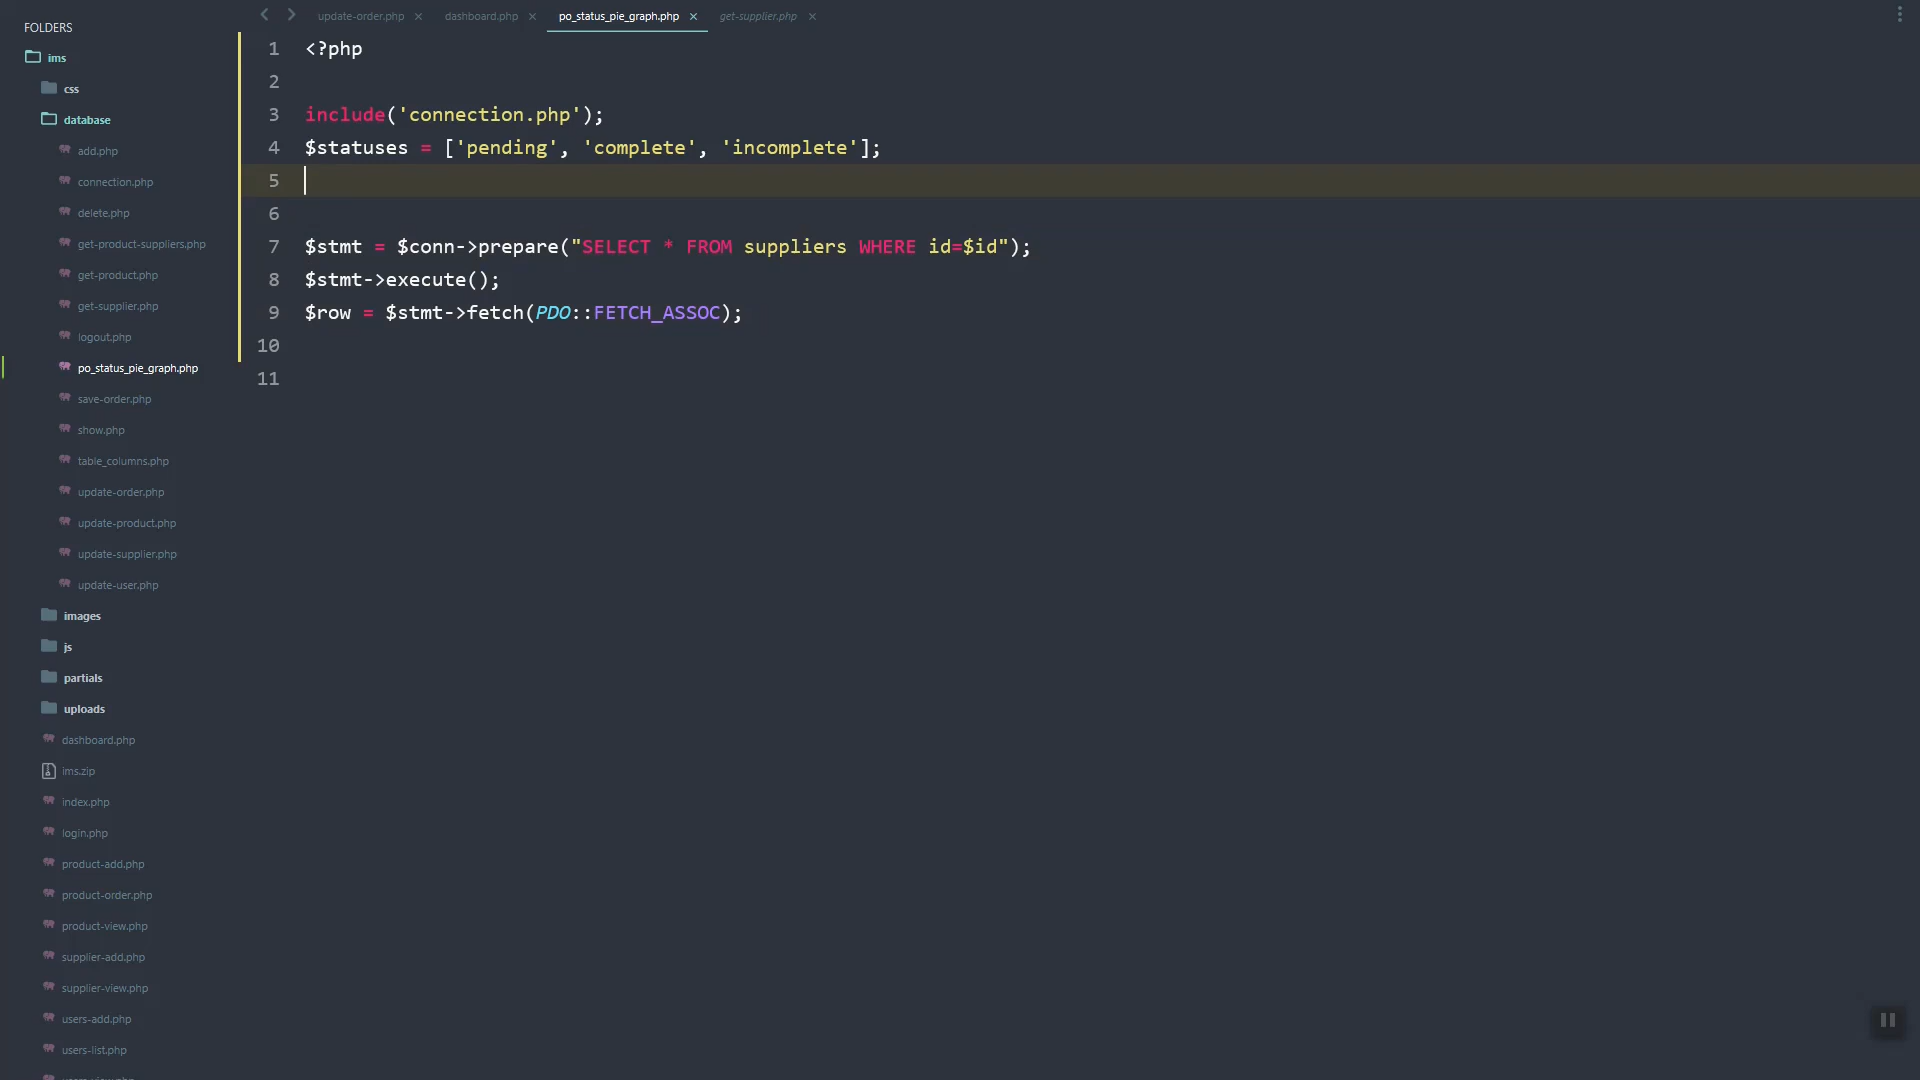 FOLDERS
ims
css
database
add.php
connection.php
delete.php
get-product-suppliers.php
get-product.php
get-supplier.php
logout.php
po_status_pie_graph.php
save-order.php
show.php
table_columns.php
update-order.php
update-product.php
update-supplier.php
update-user.php
images
js
partials
uploads
dashboard.php
ims.zip
index.php
login.php
product-add.php
product-order.php
product-view.php
supplier-add.php
supplier-view.php
users-add.php
users-list.php
update-order.php × dashboard.php × po_status_pie_graph.php × get-supplier.php ×
1 <?php
2
3 include('connection.php');
4 $statuses = ['pending', 'complete', 'incomplete'];
5
6
7 $stmt = $conn->prepare("SELECT * FROM suppliers WHERE id=$id");
8 $stmt->execute();
9 $row = $stmt->fetch(PDO::FETCH_ASSOC);
10
11